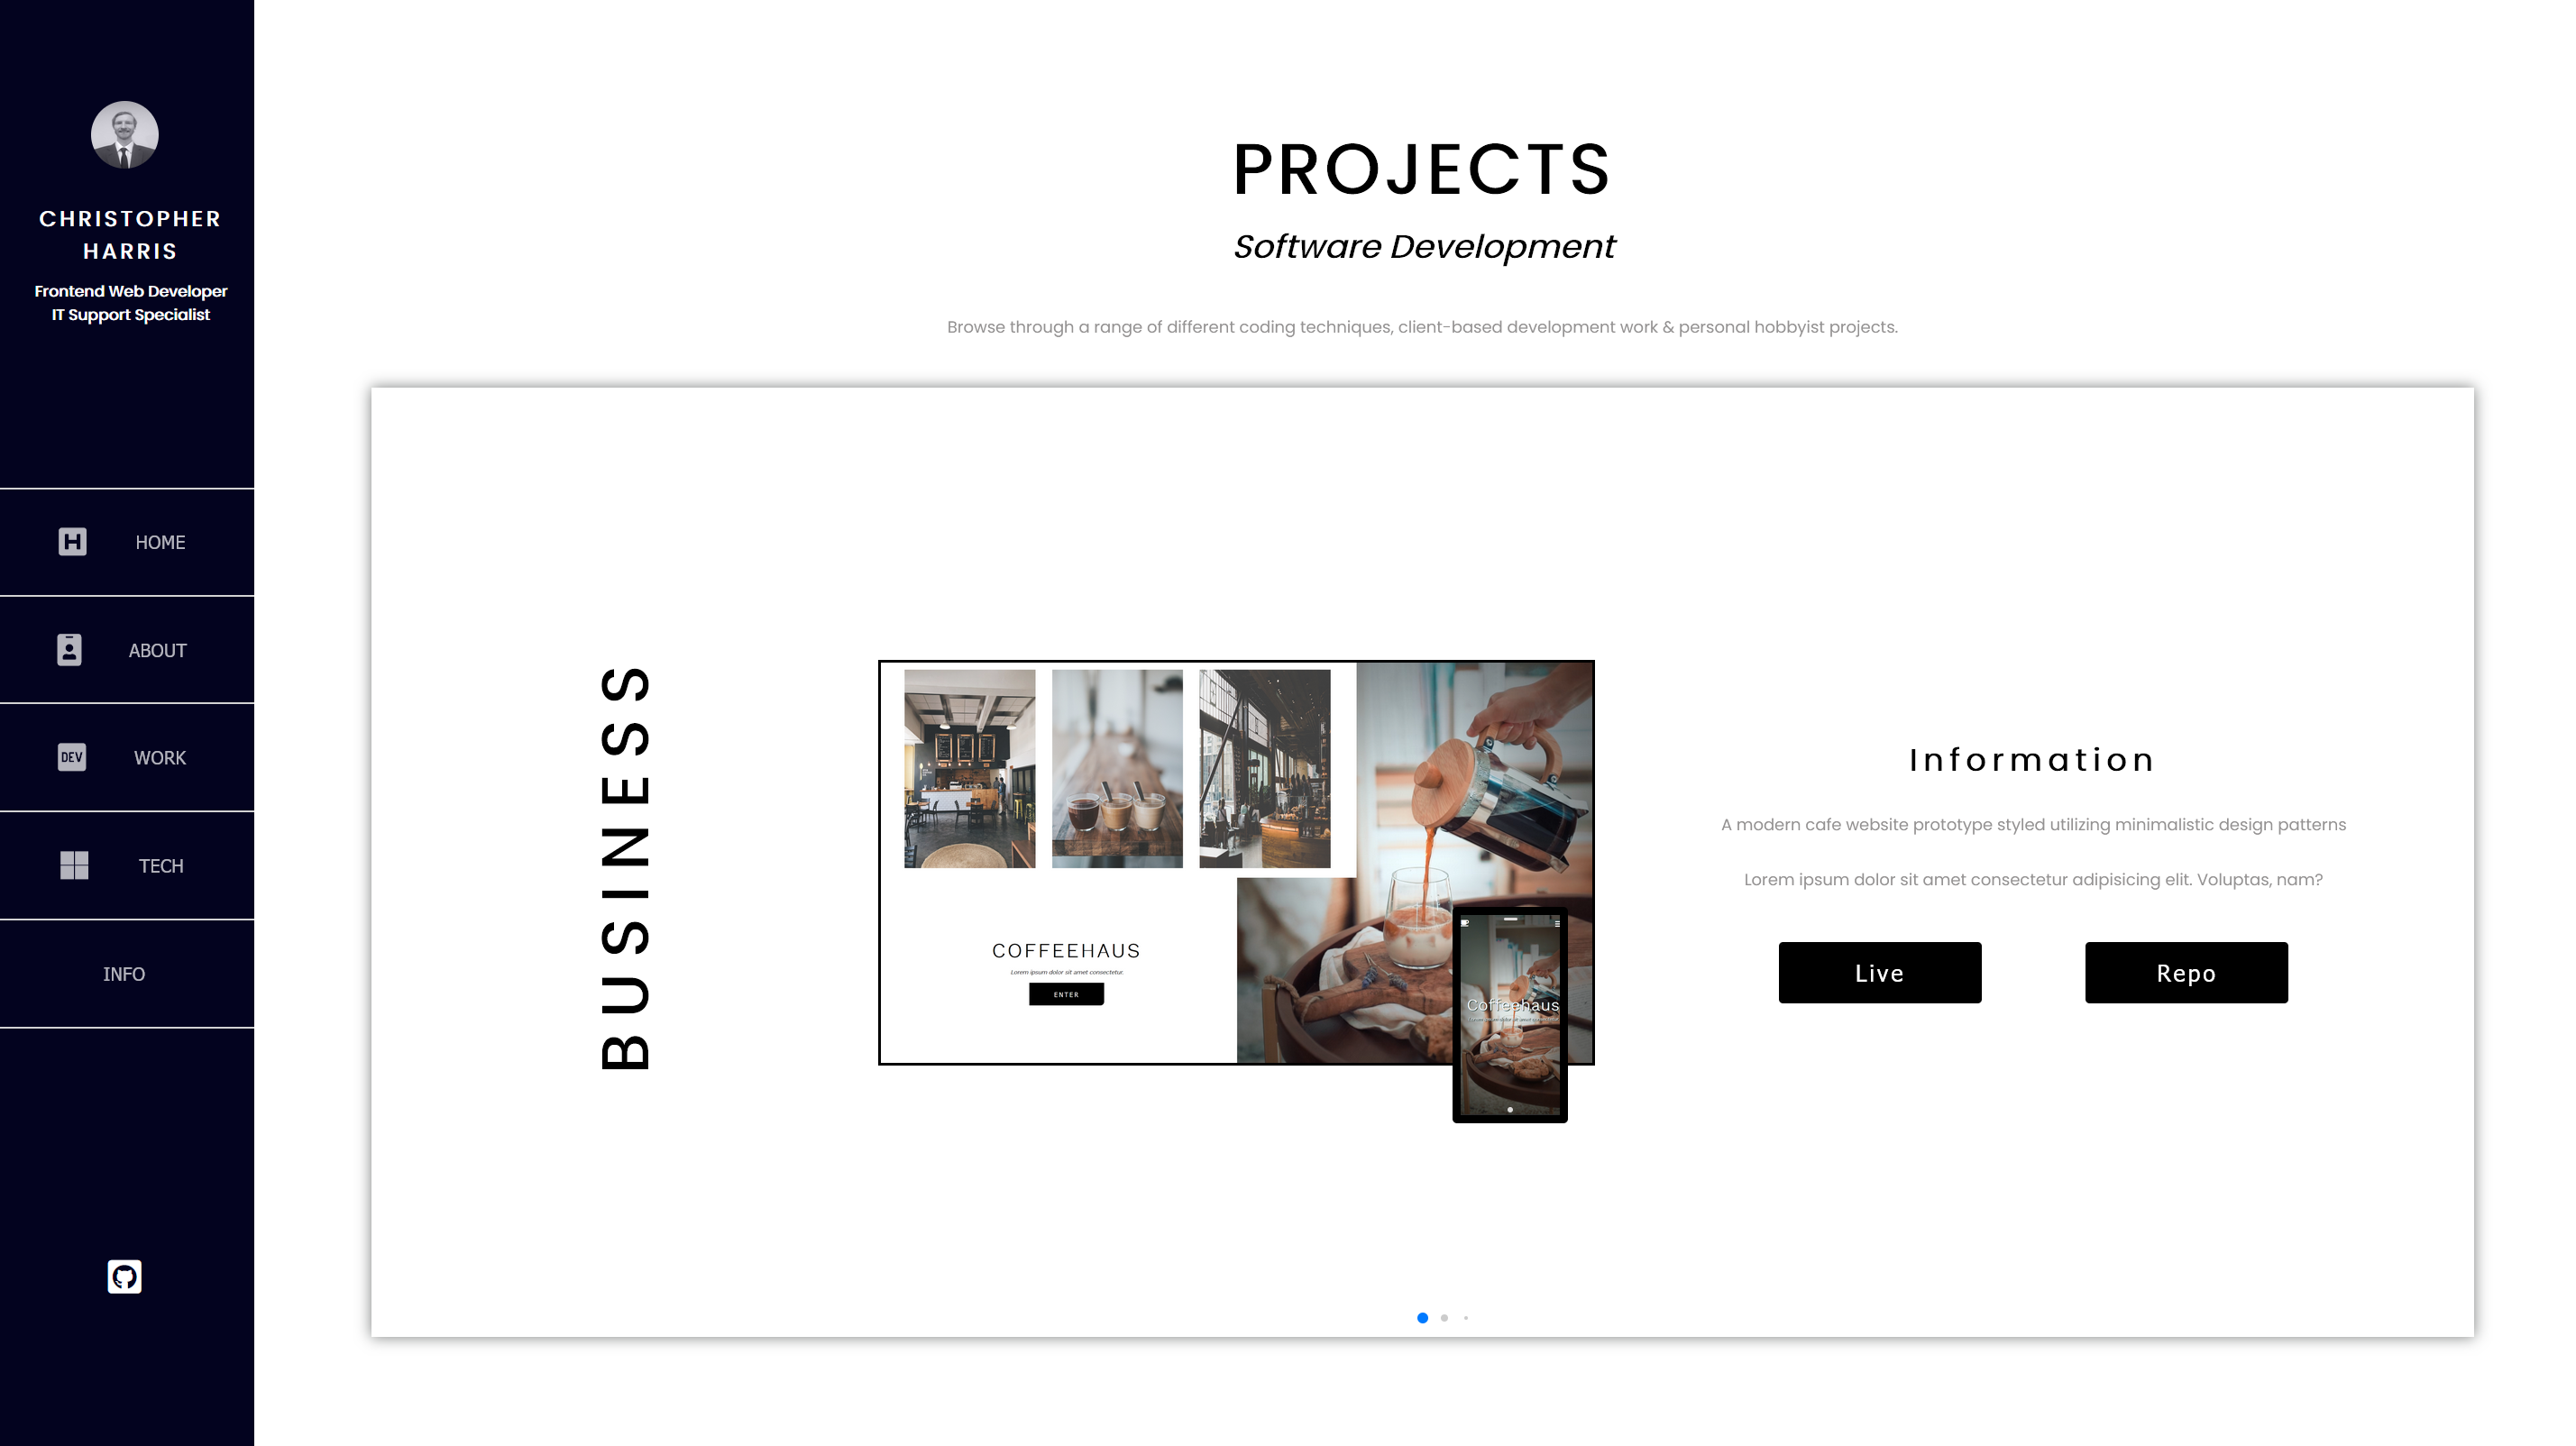 CHRISTOPHER
HARRIS
Frontend Web Developer
IT Support Specialist
H HOME
ABOUT
DEV WORK
TECH
INFO
PROJECTS
Software Development
Browse through a range of different coding techniques, client-based development work & personal hobbyist projects.
BUSINESS
COFFEEHAUS
Lorem ipsum dolor sit amet consectetur.
ENTER
Coffeehaus
Information
A modern cafe website prototype styled utilizing minimalistic design patterns
Lorem ipsum dolor sit amet consectetur adipisicing elit. Voluptas, nam?
Live
Repo